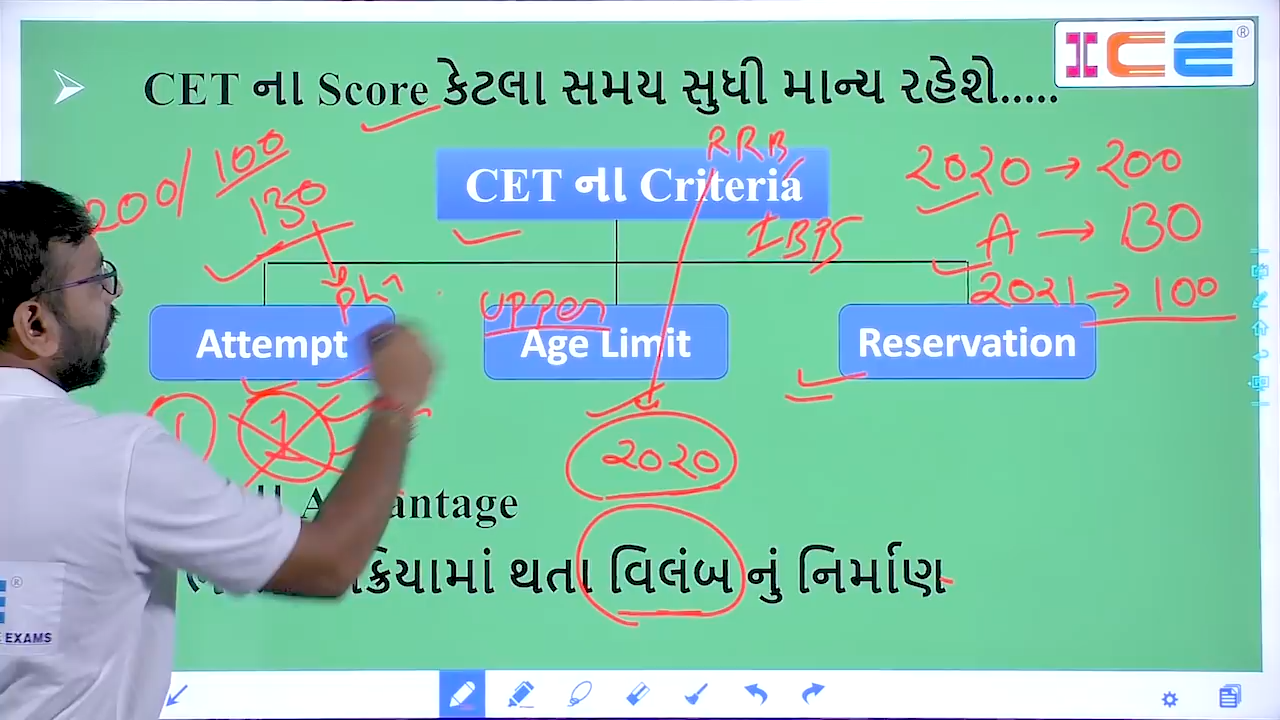 ICE®
CET ના Score કેટલા સમય સુધી માન્ય રહેશે.....
RRB
200/100
130
CET ના Criteria
2020 → 200
A → 130
IBPS
2021 → 100
upper
Attempt
Age Limit
Reservation
1
2020
antage
ક્રિયામાં થતા વિલંબ નું નિર્માણ
®
EXAMS